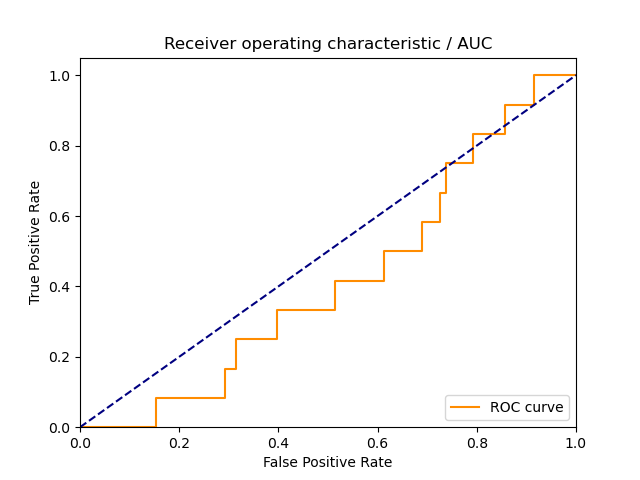 Receiver operating characteristic / AUC
True Positive Rate
1.0
0.8
0.6
0.4
0.2
0.0
0.0 0.2 0.4 0.6 0.8 1.0
False Positive Rate
ROC curve